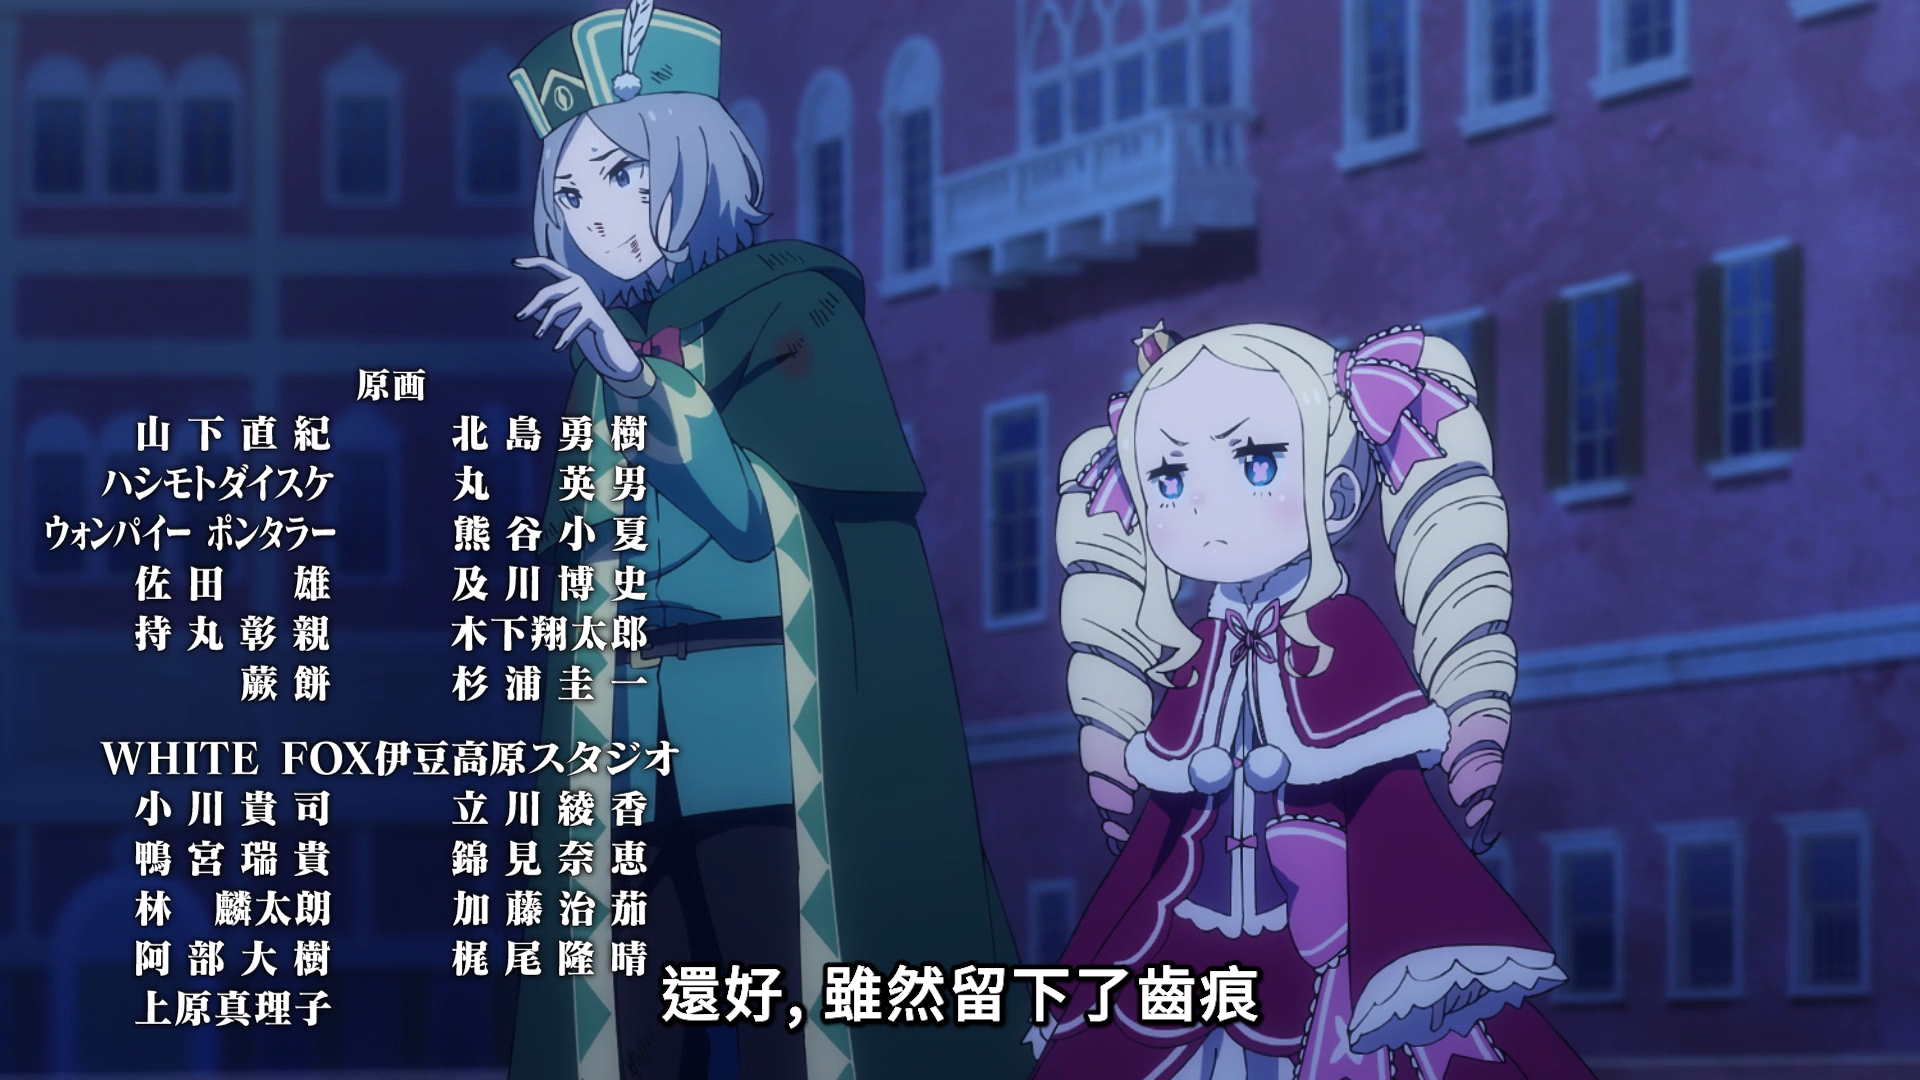 原画
山下直紀 北島勇樹
ハシモトダイスケ 丸 英男
ウォンパイー ポンタラー 熊谷小夏
佐田 雄 及川博史
持丸彰親 木下翔太郎
蕨餅 杉浦圭一
WHITE FOX伊豆高原スタジオ
小川貴司 立川綾香
鴨宮瑞貴 錦見奈恵
林 麟太朗 加藤治茄
阿部大樹 梶尾隆晴
上原真理子
還好，雖然留下了齒痕